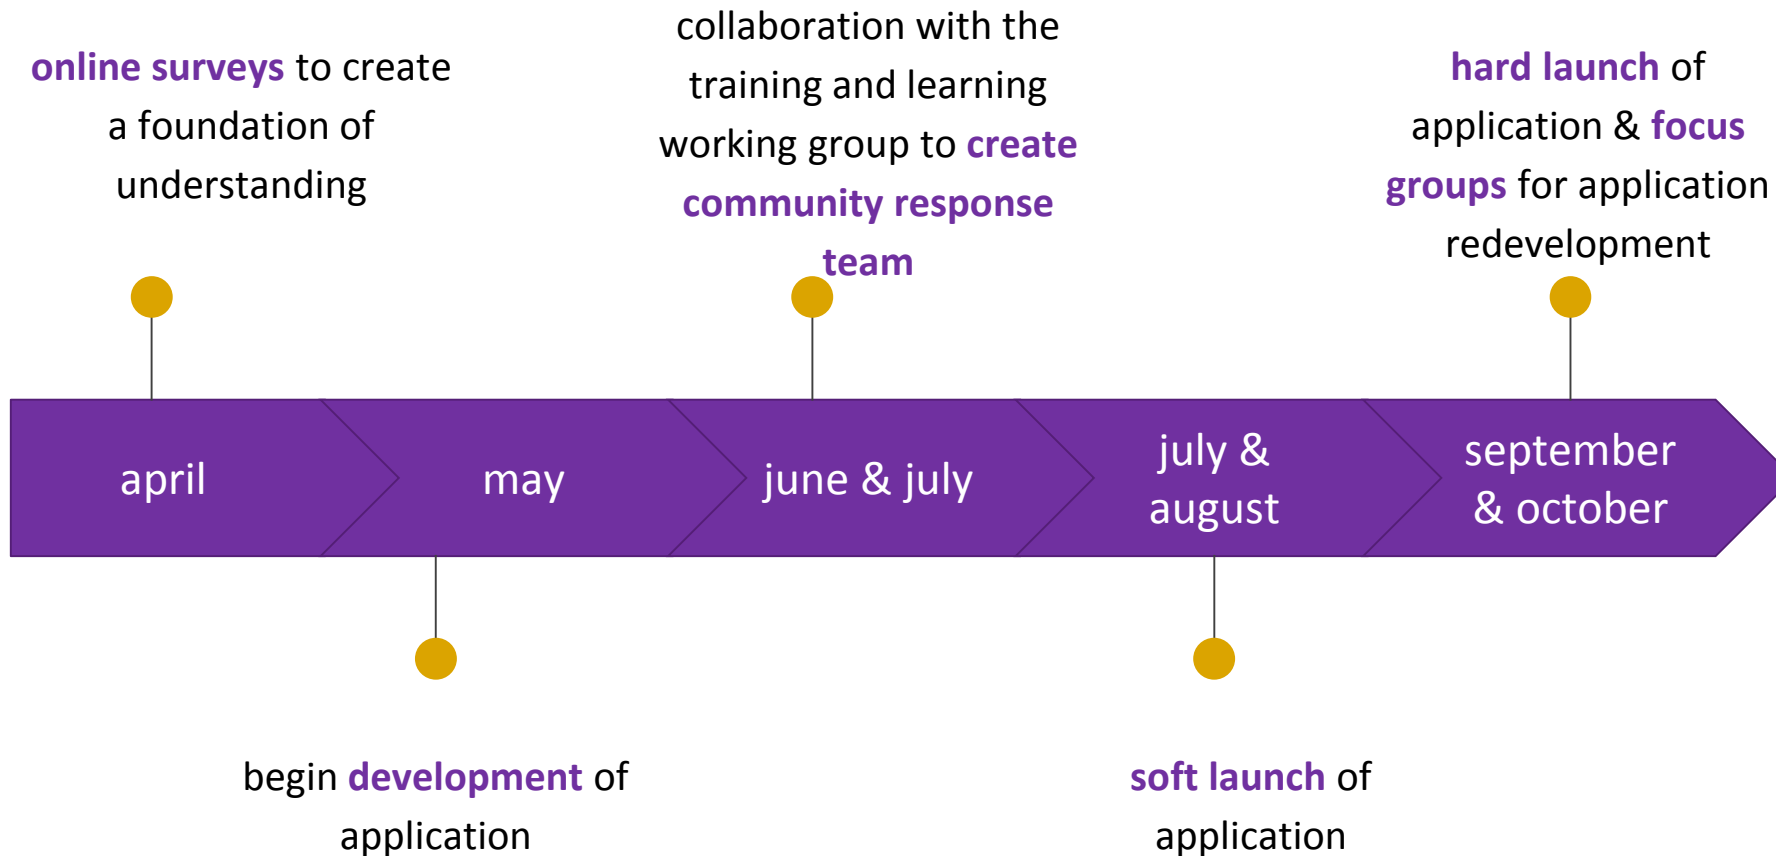 online surveys to create
a foundation of
understanding
collaboration with the
training and learning
working group to create
community response
team
hard launch of
application & focus
groups for application
redevelopment
april
may
june & july
july &
august
september
& october
begin development of
application
soft launch of
application